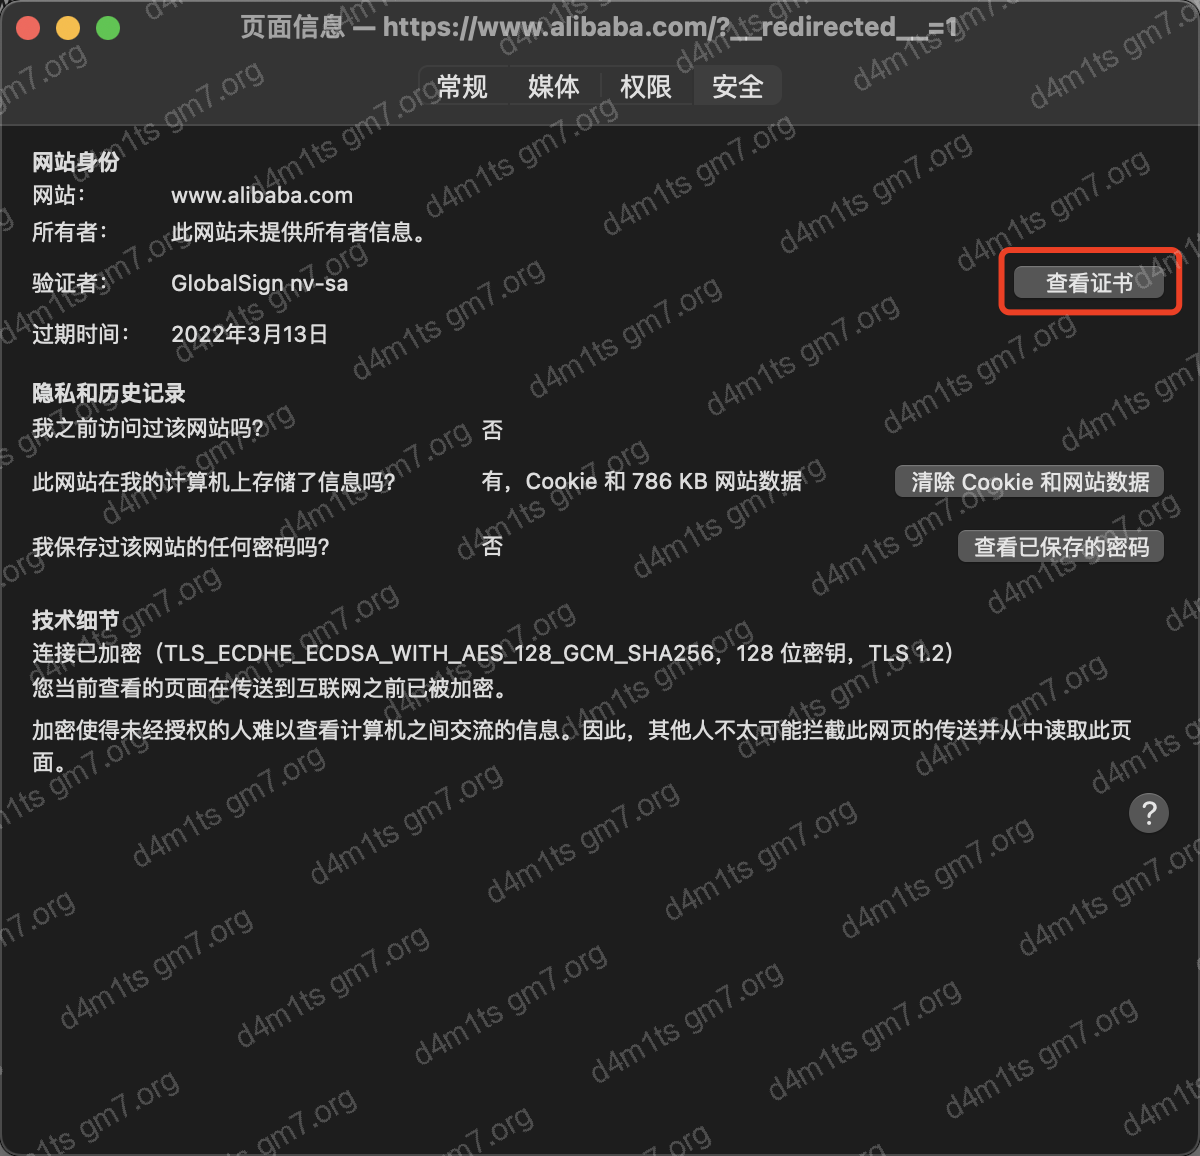 页面信息 — https://www.alibaba.com/?__redirected__=1
常规 媒体 权限 安全
网站身份
网站： www.alibaba.com
所有者： 此网站未提供所有者信息。
验证者： GlobalSign nv-sa 查看证书
过期时间： 2022年3月13日
隐私和历史记录
我之前访问过该网站吗？ 否
此网站在我的计算机上存储了信息吗？ 有，Cookie 和 786 KB 网站数据 清除 Cookie 和网站数据
我保存过该网站的任何密码吗？ 否 查看已保存的密码
技术细节
连接已加密（TLS_ECDHE_ECDSA_WITH_AES_128_GCM_SHA256，128 位密钥，TLS 1.2）
您当前查看的页面在传送到互联网之前已被加密。
加密使得未经授权的人难以查看计算机之间交流的信息。因此，其他人不太可能拦截此网页的传送并从中读取此页
面。
?
d4m1ts gm7.org